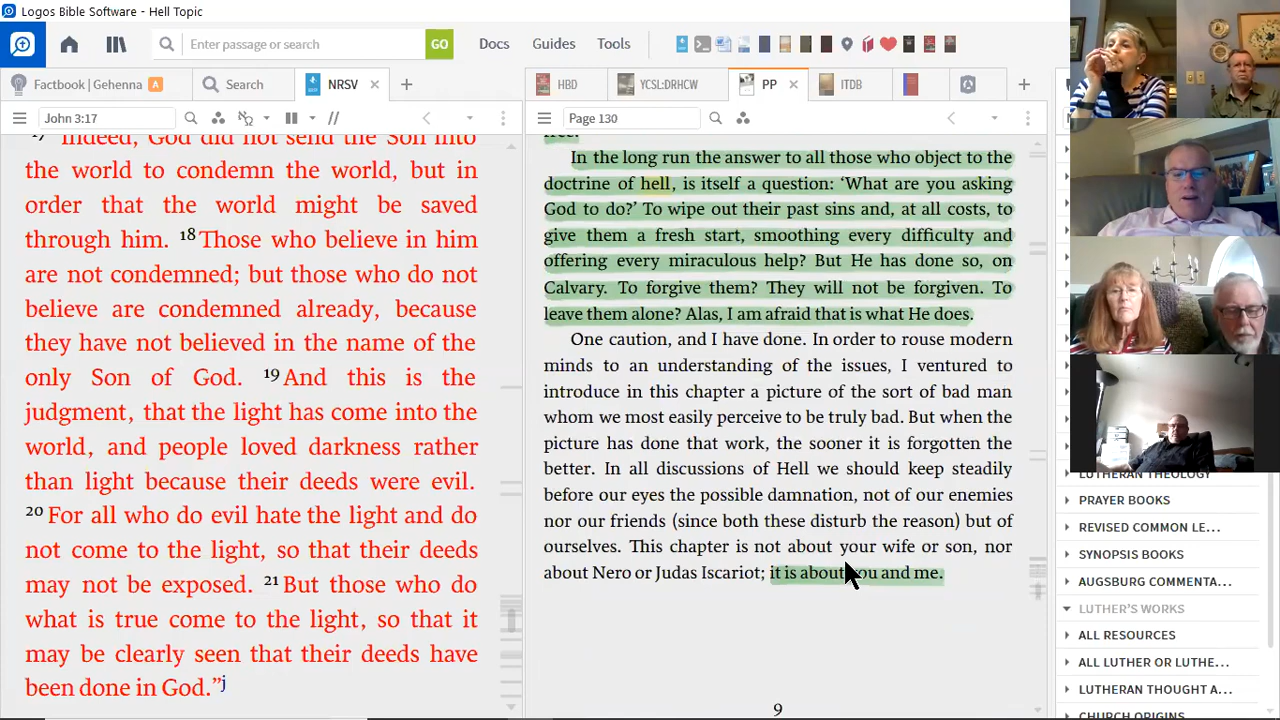 Logos Bible Software - Hell Topic
Enter passage or search
GO
Docs
Guides
Tools
Factbook | Gehenna
A
Search
NRSV
HBD
YCSL:DRHCW
PP
ITDB
John 3:17
Page 130
17 Indeed, God did not send the Son into
the world to condemn the world, but in
order that the world might be saved
through him. 18 Those who believe in him
are not condemned; but those who do not
believe are condemned already, because
they have not believed in the name of the
only Son of God. 19 And this is the
judgment, that the light has come into the
world, and people loved darkness rather
than light because their deeds were evil.
20 For all who do evil hate the light and do
not come to the light, so that their deeds
may not be exposed. 21 But those who do
what is true come to the light, so that it
may be clearly seen that their deeds have
been done in God.” j
free.
In the long run the answer to all those who object to the
doctrine of hell, is itself a question: ‘What are you asking
God to do?’ To wipe out their past sins and, at all costs, to
give them a fresh start, smoothing every difficulty and
offering every miraculous help? But He has done so, on
Calvary. To forgive them? They will not be forgiven. To
leave them alone? Alas, I am afraid that is what He does.
One caution, and I have done. In order to rouse modern
minds to an understanding of the issues, I ventured to
introduce in this chapter a picture of the sort of bad man
whom we most easily perceive to be truly bad. But when the
picture has done that work, the sooner it is forgotten the
better. In all discussions of Hell we should keep steadily
before our eyes the possible damnation, not of our enemies
nor our friends (since both these disturb the reason) but of
ourselves. This chapter is not about your wife or son, nor
about Nero or Judas Iscariot; it is about you and me.
9
LUTHERAN THEOLOGY
PRAYER BOOKS
REVISED COMMON LE...
SYNOPSIS BOOKS
AUGSBURG COMMENTA...
LUTHER'S WORKS
ALL RESOURCES
ALL LUTHER OR LUTHE...
LUTHERAN THOUGHT A...
CHURCH ORIGINS